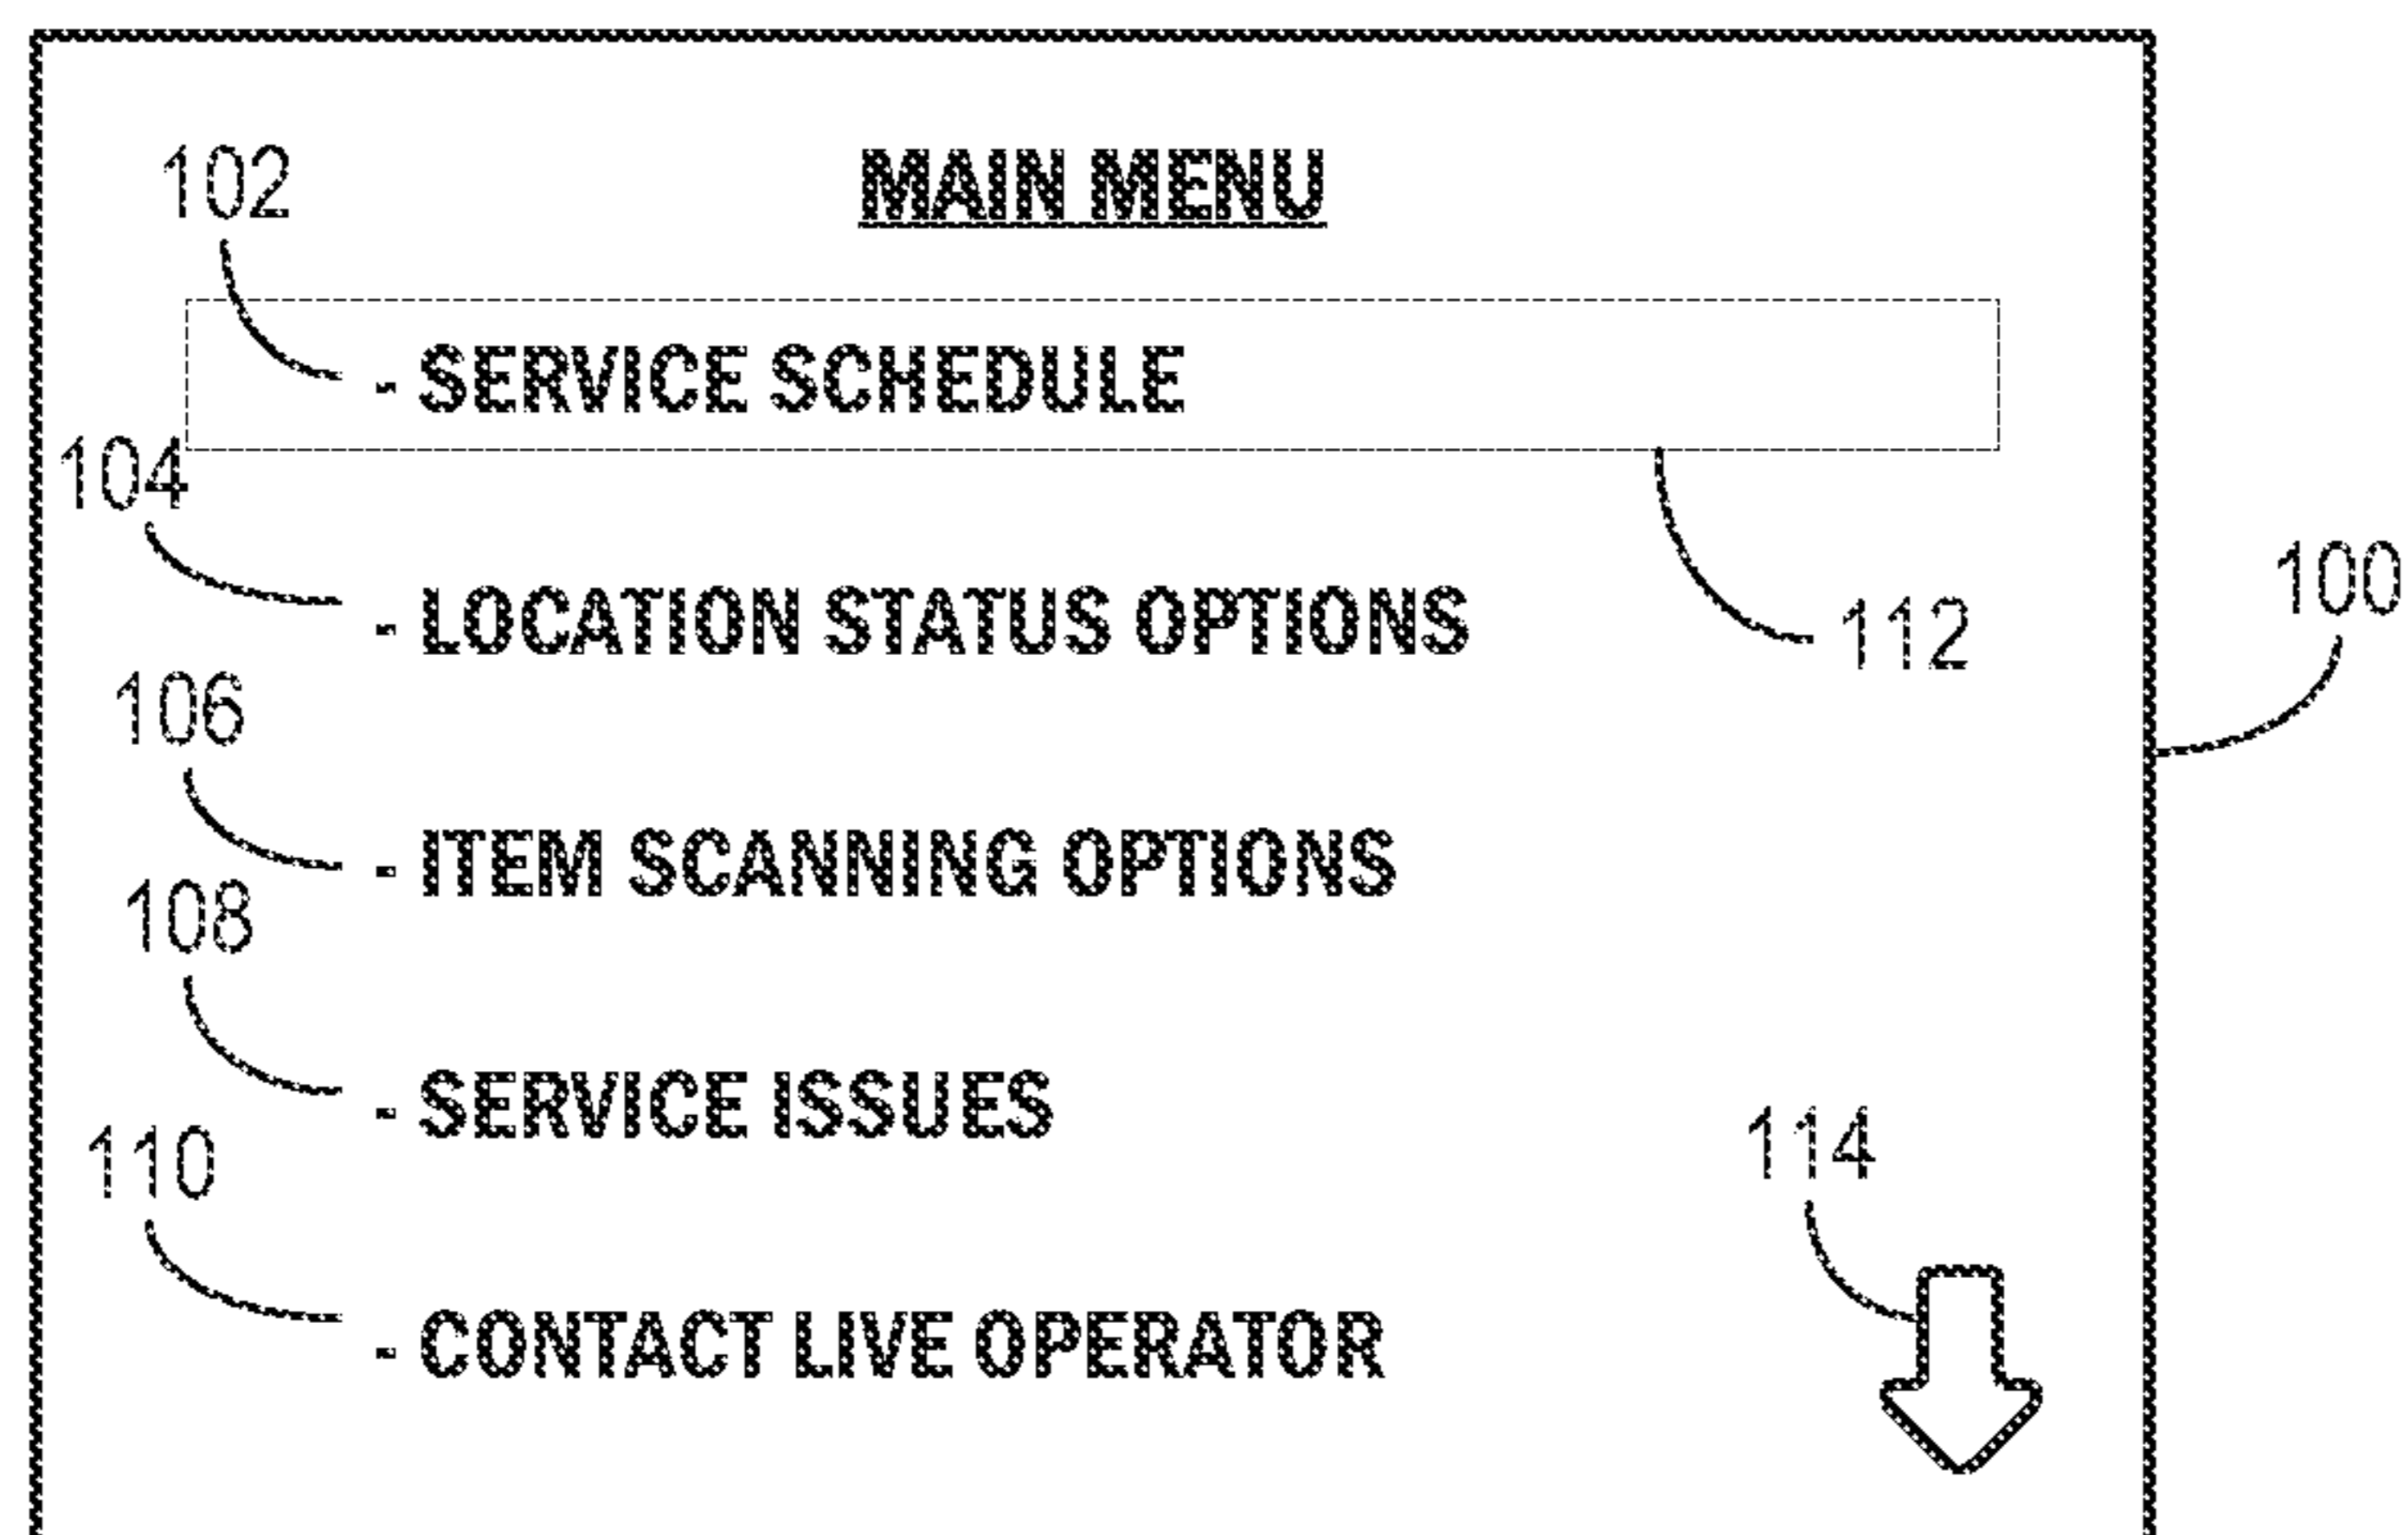 102
MAIN MENU
- SERVICE SCHEDULE
104
- LOCATION STATUS OPTIONS
112
100
106
- ITEM SCANNING OPTIONS
108
- SERVICE ISSUES
110
114
- CONTACT LIVE OPERATOR